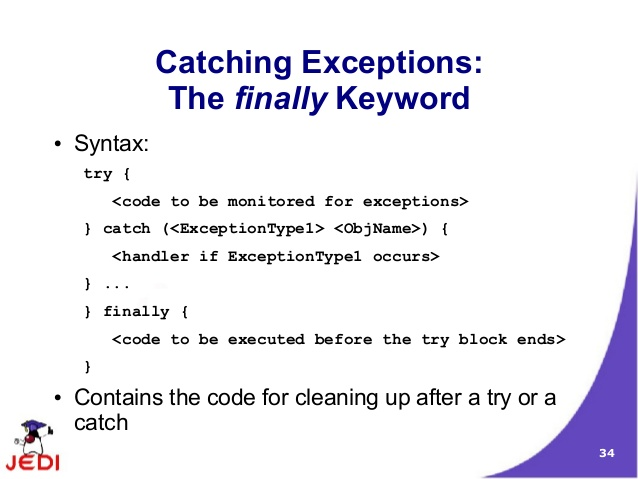 Catching Exceptions:
The finally Keyword
• Syntax:
try {
<code to be monitored for exceptions>
} catch (<ExceptionType1> <ObjName>) {
<handler if ExceptionType1 occurs>
} ...
} finally {
<code to be executed before the try block ends>
}
• Contains the code for cleaning up after a try or a
catch
JEDI
34